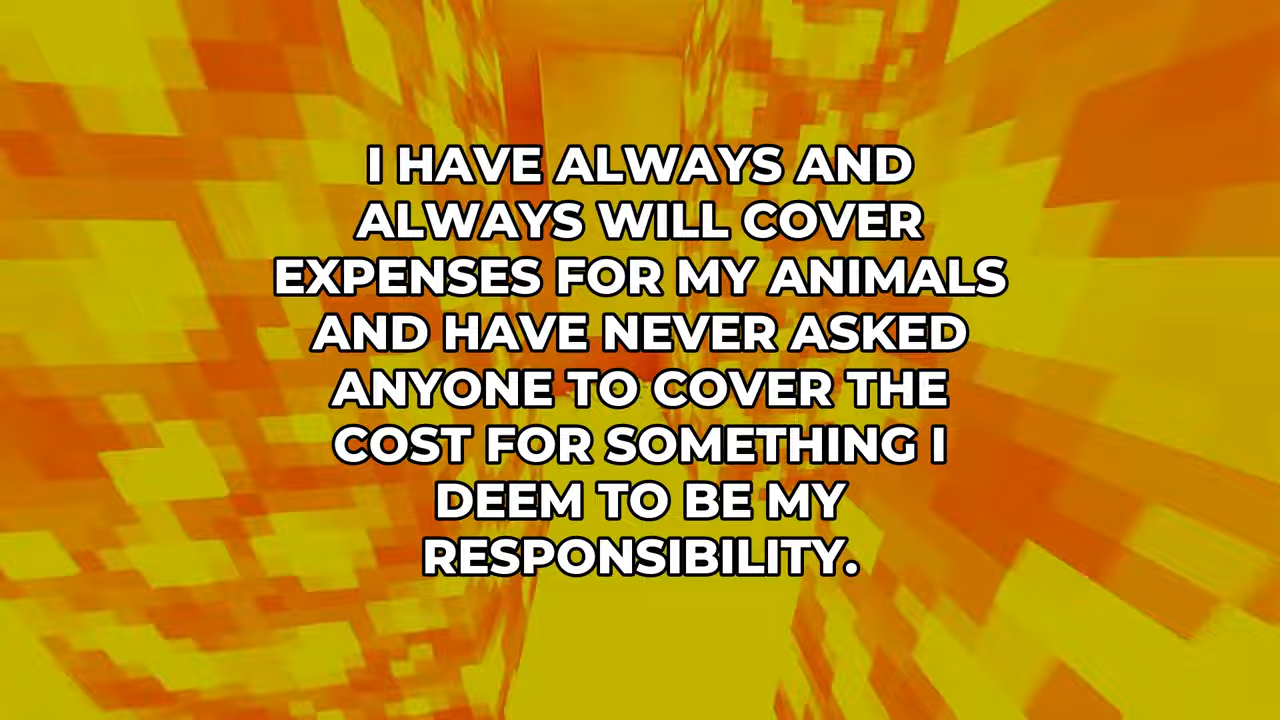 I HAVE ALWAYS AND
ALWAYS WILL COVER
EXPENSES FOR MY ANIMALS
AND HAVE NEVER ASKED
ANYONE TO COVER THE
COST FOR SOMETHING I
DEEM TO BE MY
RESPONSIBILITY.